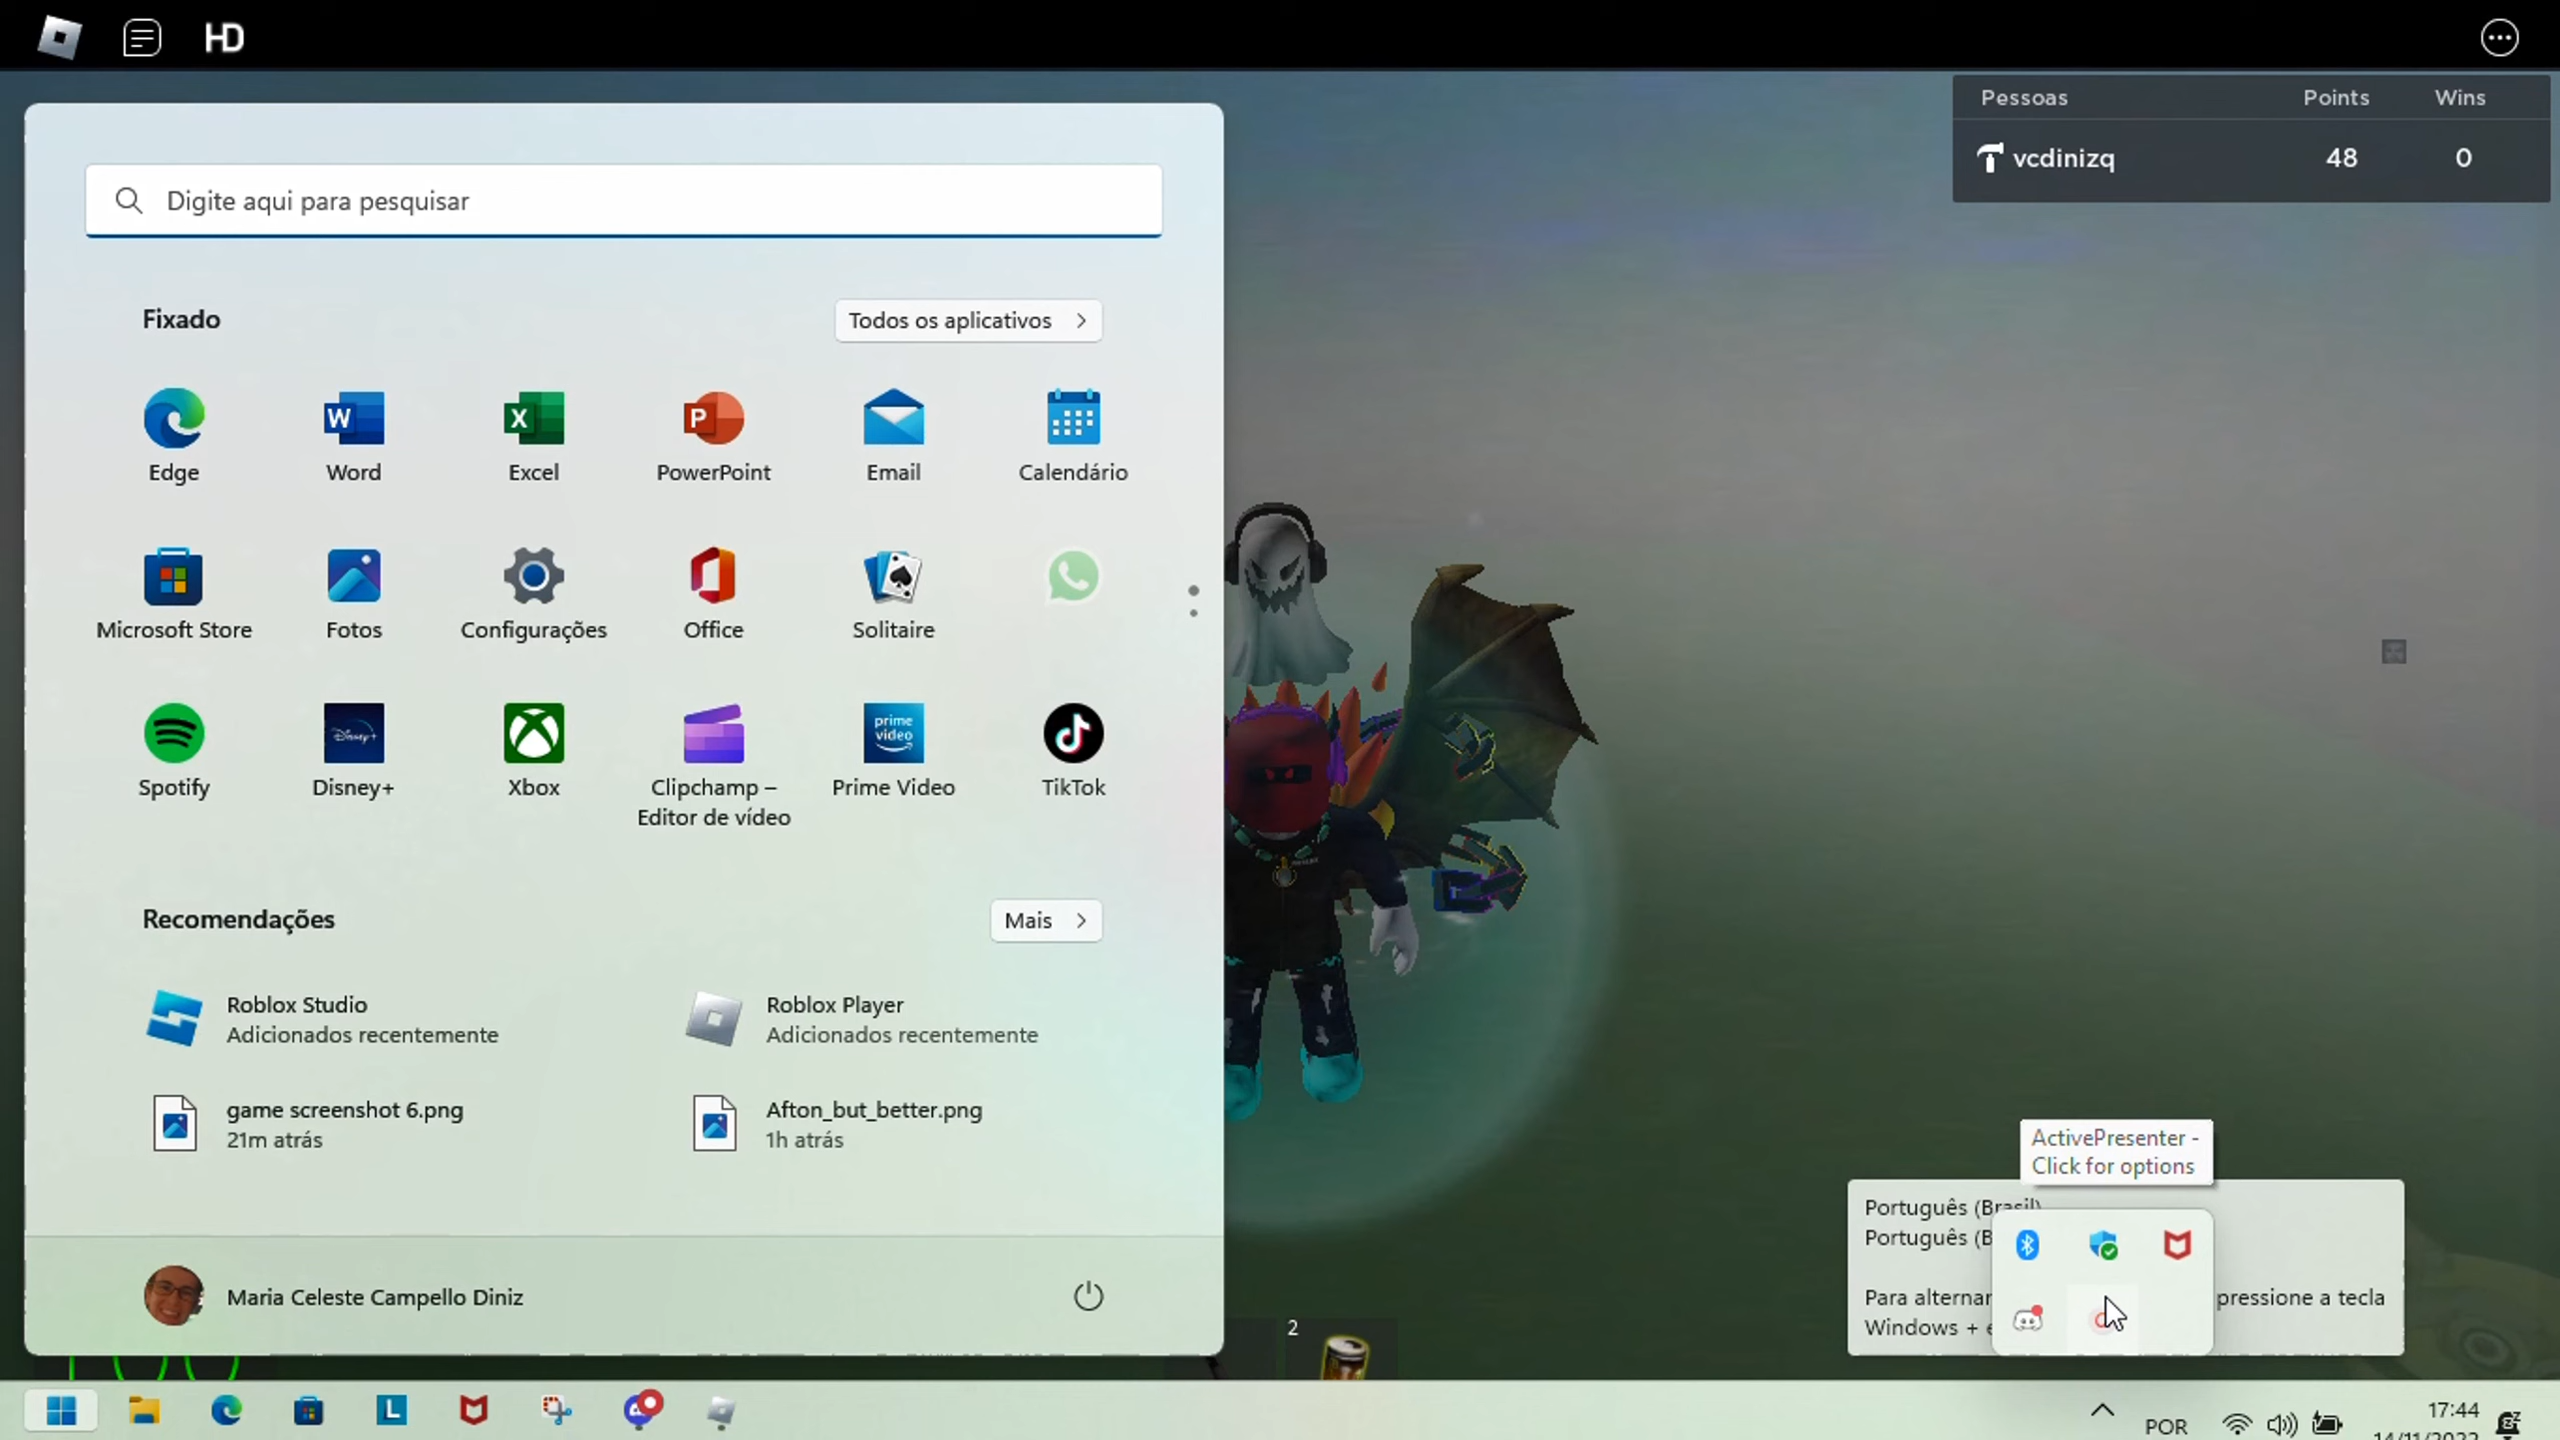 HD
Pessoas Points Wins
vcdinizq 48 0
Digite aqui para pesquisar
Fixado
Todos os aplicativos
Edge
Word
Excel
PowerPoint
Email
Calendário
Microsoft Store
Fotos
Configurações
Office
Solitaire
Spotify
Disney+
Xbox
Clipchamp –
Editor de vídeo
prime
video
Prime Video
TikTok
Recomendações
Mais
Roblox Studio
Adicionados recentemente
Roblox Player
Adicionados recentemente
game screenshot 6.png
21m atrás
Afton_but_better.png
1h atrás
Maria Celeste Campello Diniz
2
ActivePresenter -
Click for options
Português (Brasil)
Português (B
Para alternar pressione a tecla
Windows + e
POR
17:44